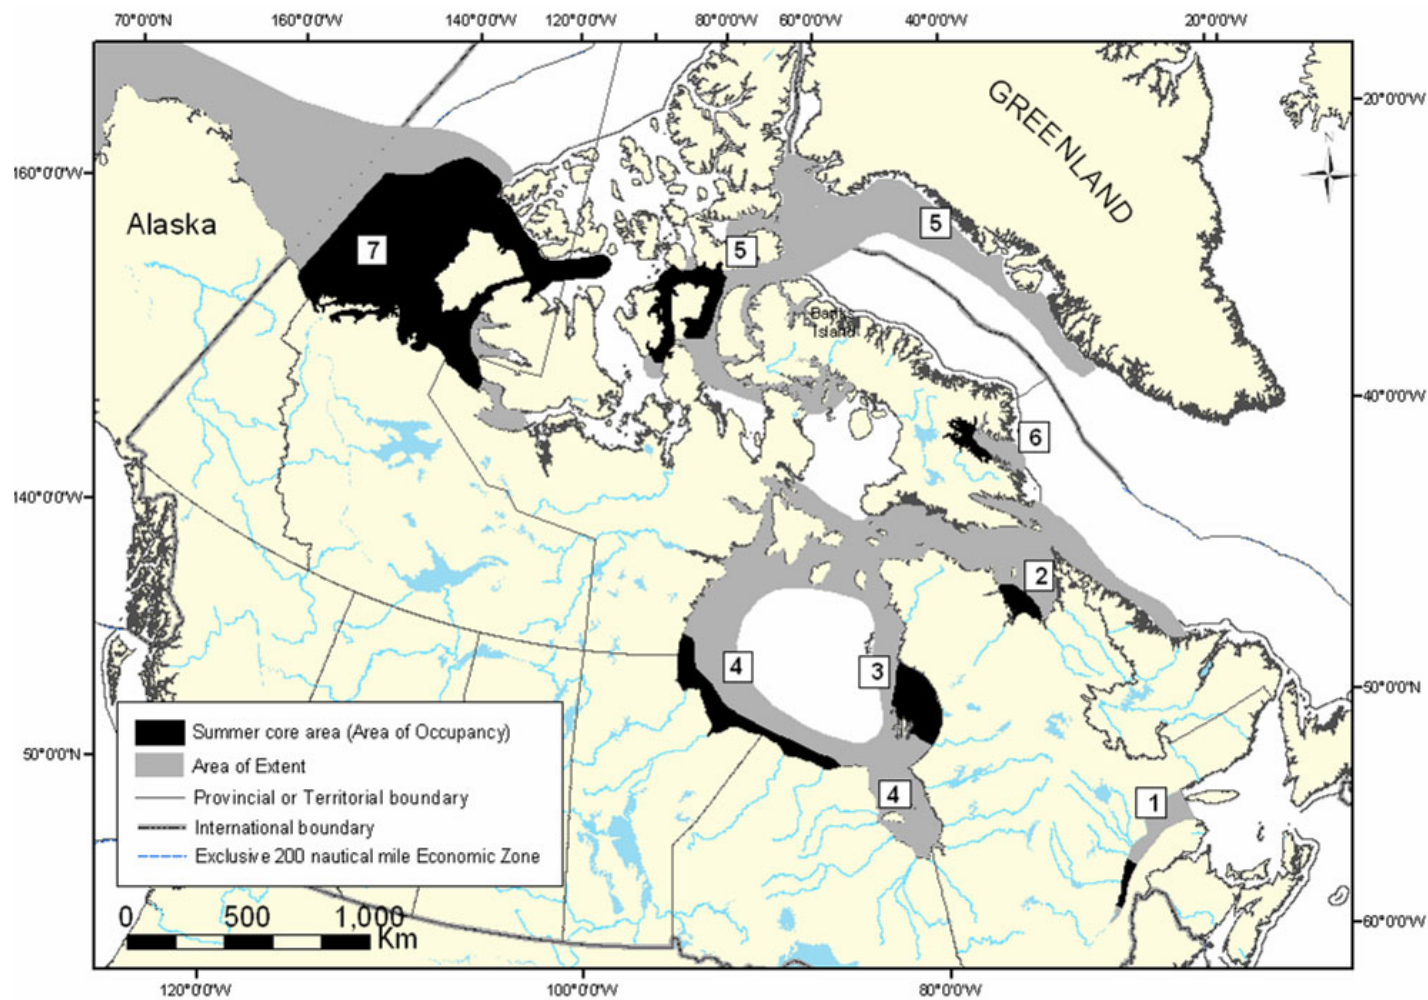 70°00'N 160°0'0"W 140°0'0"W 120°0'0"W 80°0'0"W 60°0'0"W 40°0'0"W 20°0'0"W
20°0'0"W
GREENLAND
N
160°0'0"W
Alaska
5
5
7
Island
40°0'0"W
6
140°0'0"W
2
4
3
50°0'0"N
Summer core area (Area of Occupancy)
50°0'0"N
Area of Extent
4
Provincial or Territorial boundary
1
International boundary
Exclusive 200 nautical mile Economic Zone
0 500 1,000
Km
60°0'0"W
120°0'0"W 100°0'0"W 80°0'0"W